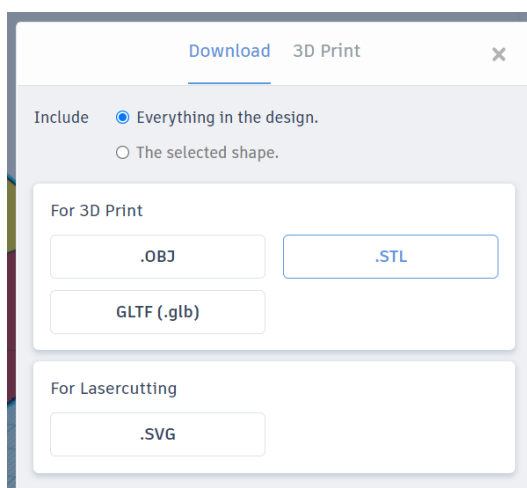 Download 3D Print ×
Include Everything in the design.
The selected shape.
For 3D Print
.OBJ .STL
GLTF (.glb)
For Lasercutting
.SVG